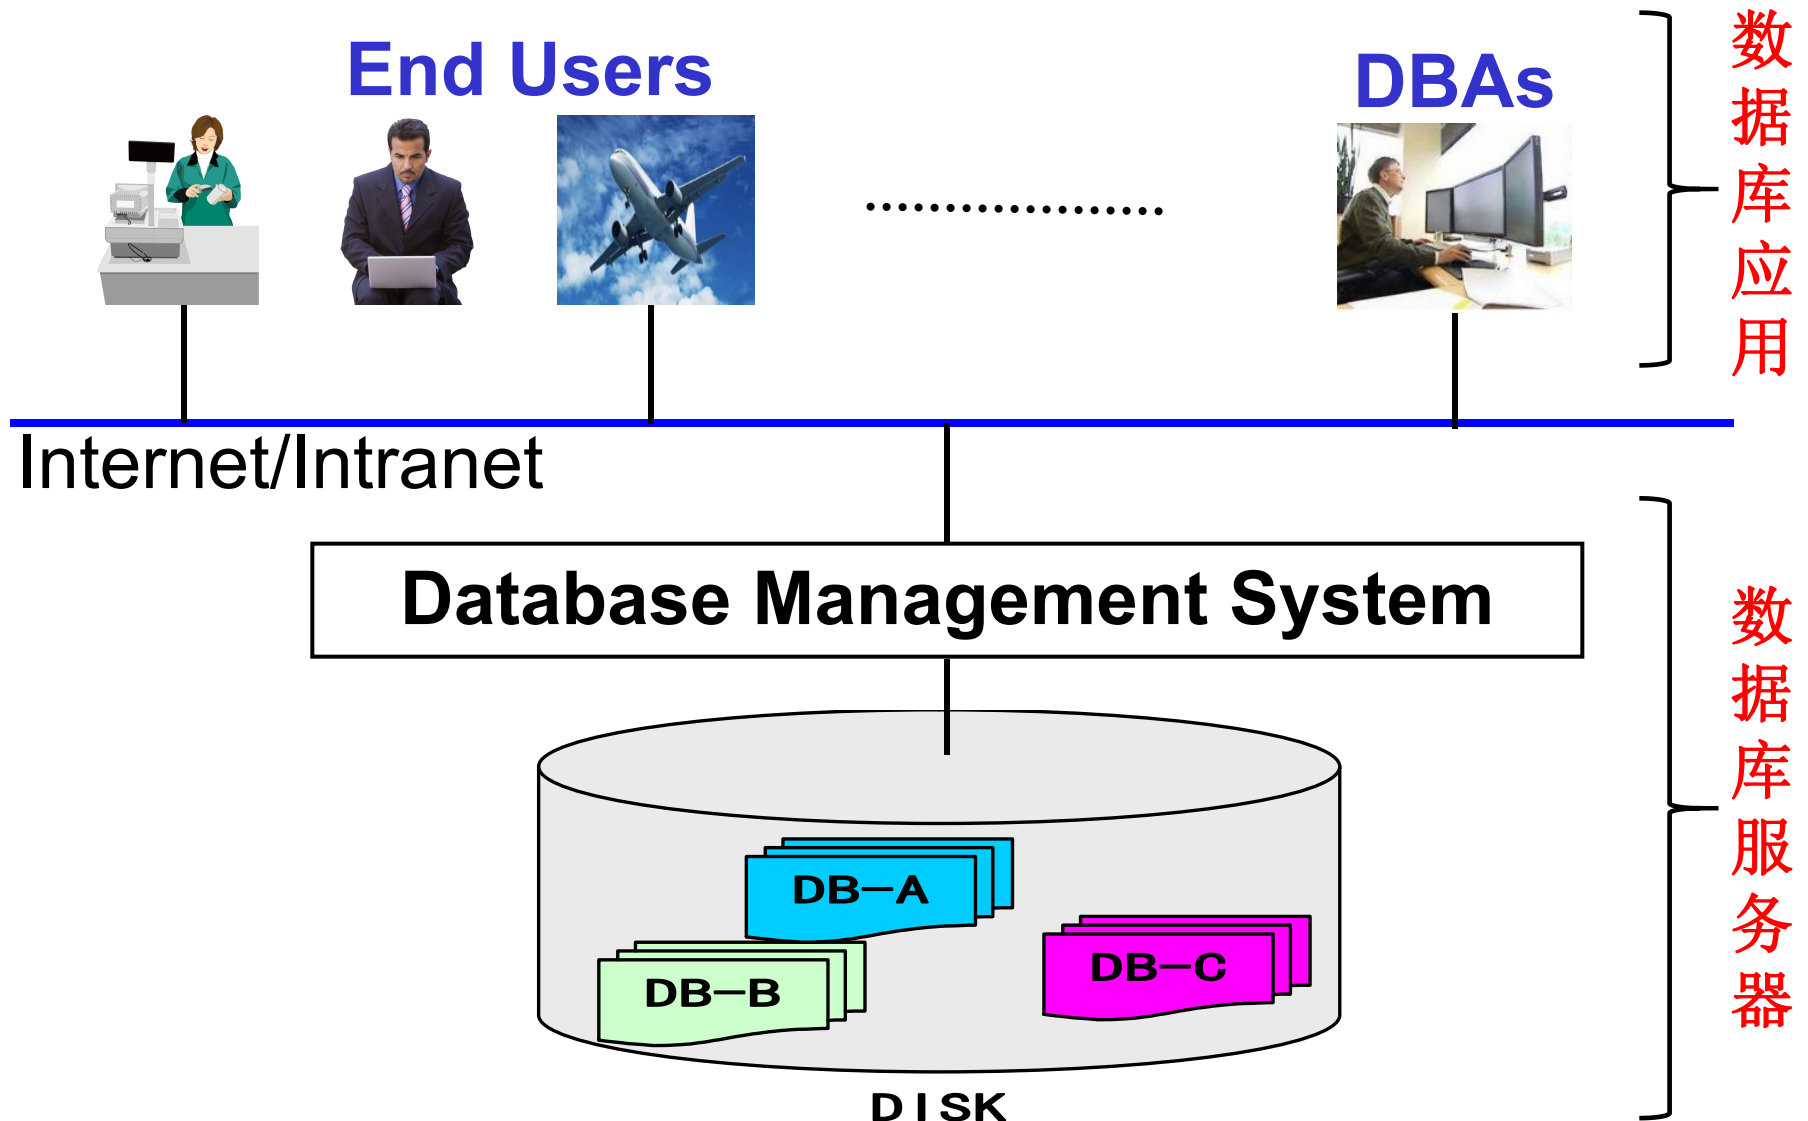 End Users
DBAs
数据库应用
Internet/Intranet
Database Management System
DB-A
DB-B
DB-C
DISK
数据库服务器